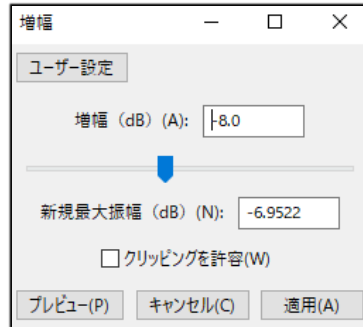 増幅
ユーザー設定
増幅（dB）(A): -8.0
新規最大振幅（dB）(N): -6.9522
クリッピングを許容(W)
プレビュー(P) キャンセル(C) 適用(A)